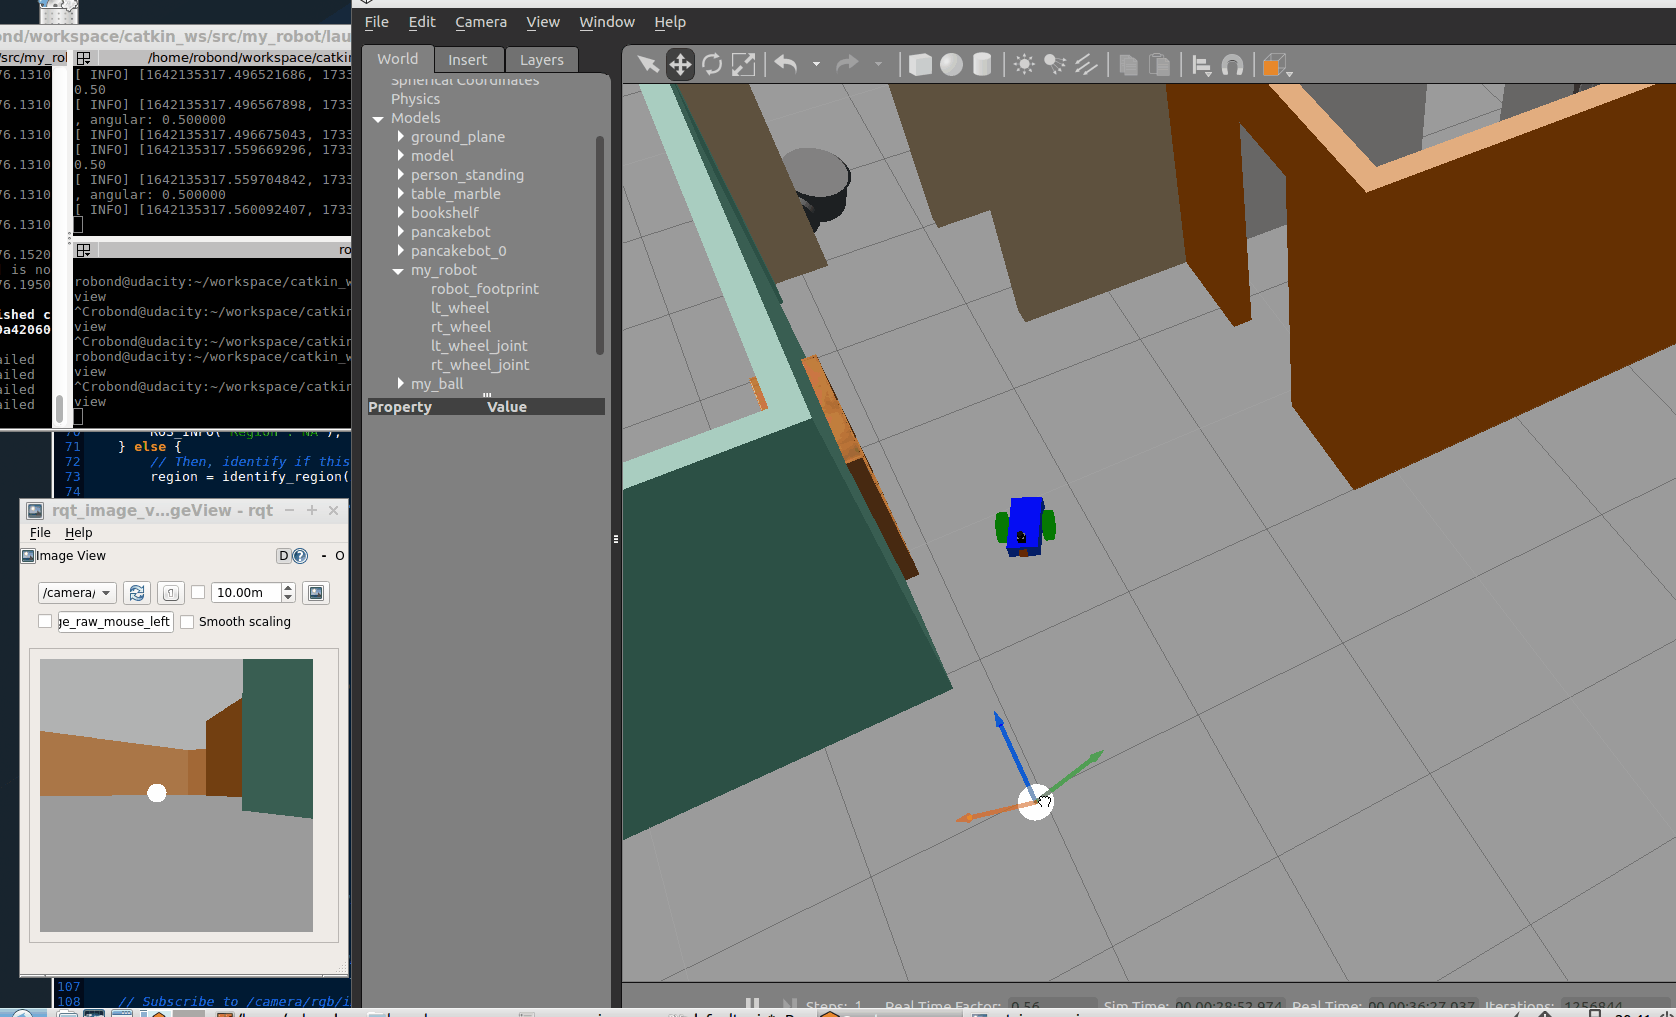 ond/workspace/catkin_ws/src/my_robot/lau
/src/my_ro
/home/robond/workspace/catki
76.1310
76.1310
76.1310
76.1310
76.1310
76.1310
76.1520
is no
76.1950
ished c
0a42060
ailed
ailed
ailed
ailed
[ INFO] [1642135317.496521686, 1733
0.50
[ INFO] [1642135317.496567898, 1733
, angular: 0.500000
[ INFO] [1642135317.496675043, 1733
[ INFO] [1642135317.559669296, 1733
0.50
[ INFO] [1642135317.559704842, 1733
, angular: 0.500000
[ INFO] [1642135317.560092407, 1733
ro
robond@udacity:~/workspace/catkin_w
view
^Crobond@udacity:~/workspace/catkin
view
^Crobond@udacity:~/workspace/catkin
robond@udacity:~/workspace/catkin_w
view
^Crobond@udacity:~/workspace/catkin
view
70 ROS_INFO("Region : NA");
71 } else {
72 // Then, identify if this
73 region = identify_region(
74
rqt_image_v...geView - rqt
File Help
Image View
D - O
/camera/
10.00m
ge_raw_mouse_left
Smooth scaling
107
108 // Subscribe to /camera/rgb/i
File Edit Camera View Window Help
World Insert Layers
Spherical Coordinates
Physics
Models
ground_plane
model
person_standing
table_marble
bookshelf
pancakebot
pancakebot_0
my_robot
robot_footprint
lt_wheel
rt_wheel
lt_wheel_joint
rt_wheel_joint
my_ball
Property Value
Steps: 1 Real Time Factor: 0.56 Sim Time: 00 00:28:52.974 Real Time: 00 00:36:27.037 Iterations: 1256844